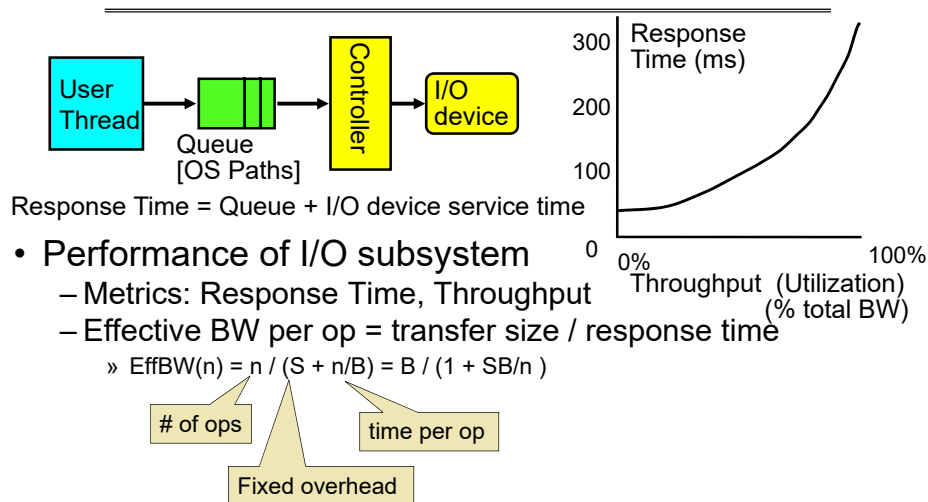 User
Thread
Queue
[OS Paths]
Controller
I/O
device
Response Time = Queue + I/O device service time
300
200
100
0
Response
Time (ms)
0%
100%
Throughput (Utilization)
(% total BW)
• Performance of I/O subsystem
– Metrics: Response Time, Throughput
– Effective BW per op = transfer size / response time
» EffBW(n) = n / (S + n/B) = B / (1 + SB/n )
# of ops
time per op
Fixed overhead